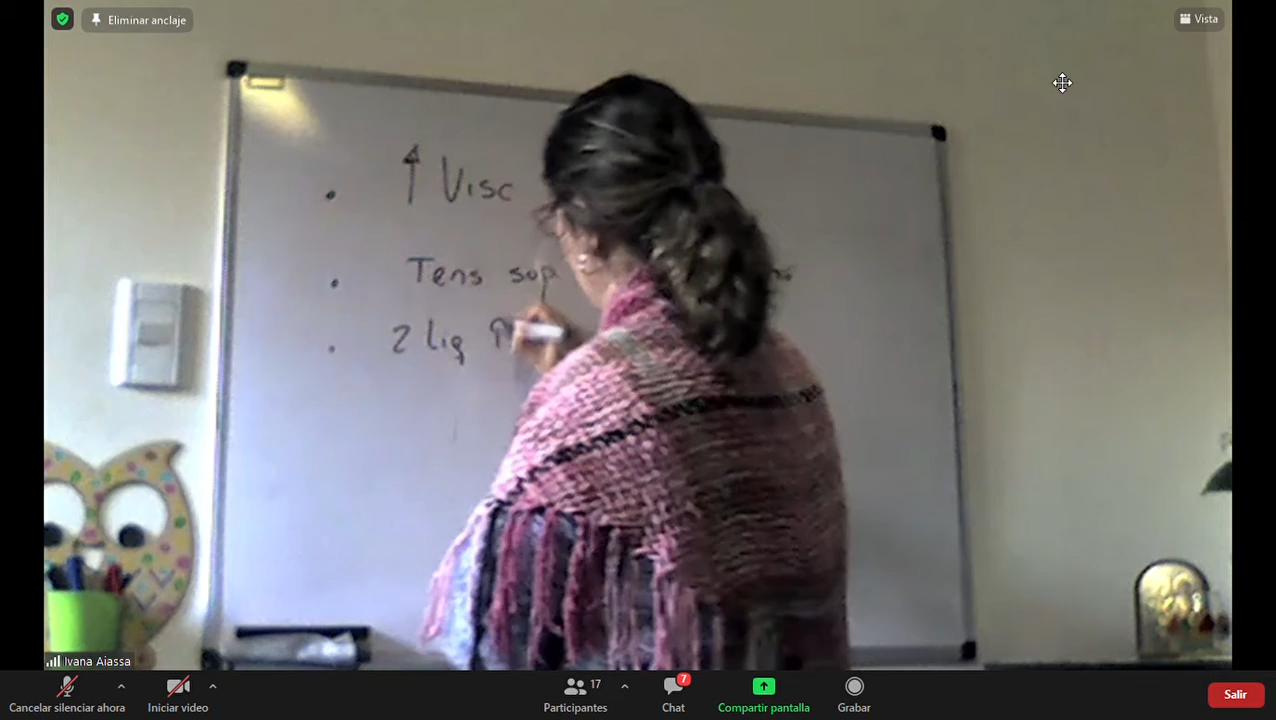 Eliminar anclaje
Vista
• ↑ Visc
• Tens sup
• 2 Liq
Ivana Aiassa
Cancelar silenciar ahora
Iniciar video
17
Participantes
7
Chat
Compartir pantalla
Grabar
Salir